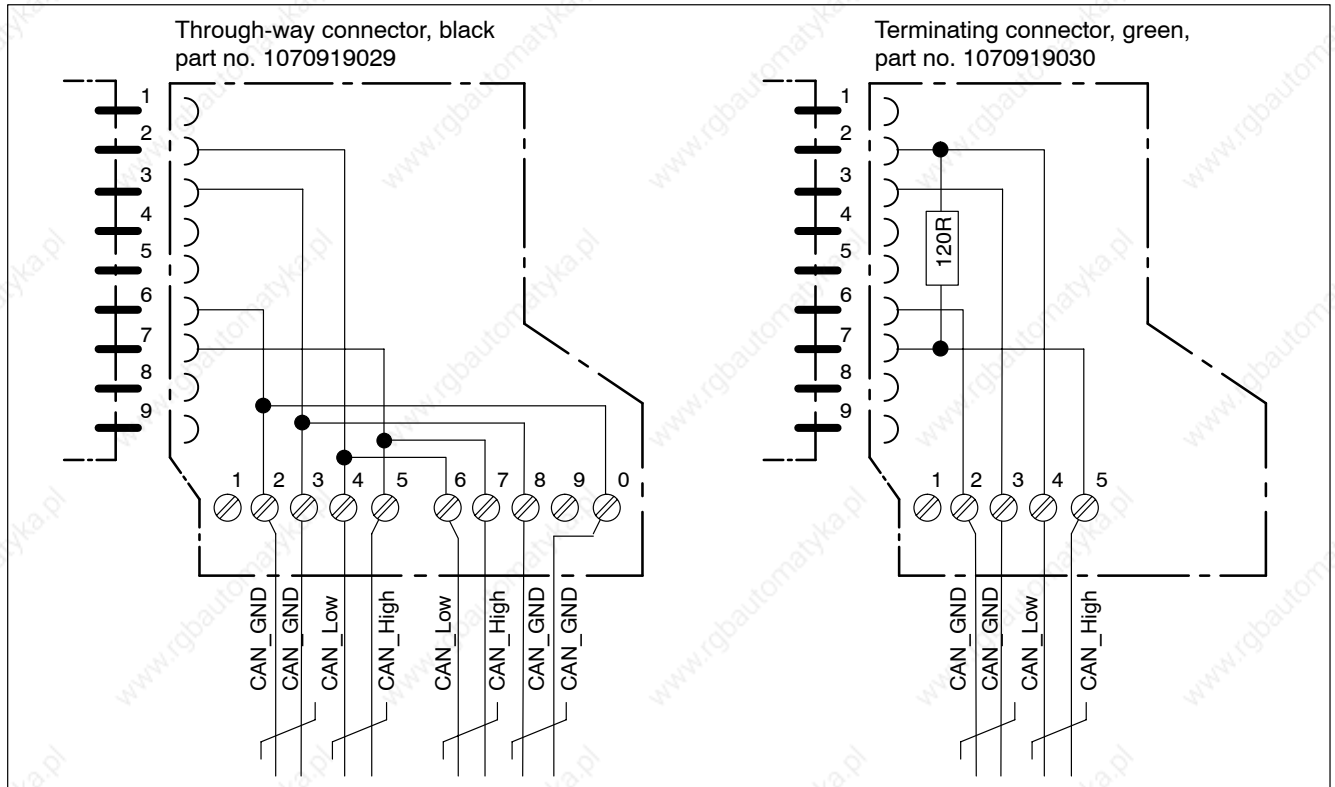 Through-way connector, black
part no. 1070919029
Terminating connector, green,
part no. 1070919030
1
2
3
4
5
6
7
8
9
1
2
3
4
5
6
7
8
9
120R
1 2 3 4 5 6 7 8 9 0
1 2 3 4 5
CAN_GND
CAN_GND
CAN_Low
CAN_High
CAN_Low
CAN_High
CAN_GND
CAN_GND
CAN_GND
CAN_GND
CAN_Low
CAN_High
www.rgbautomatyka.pl